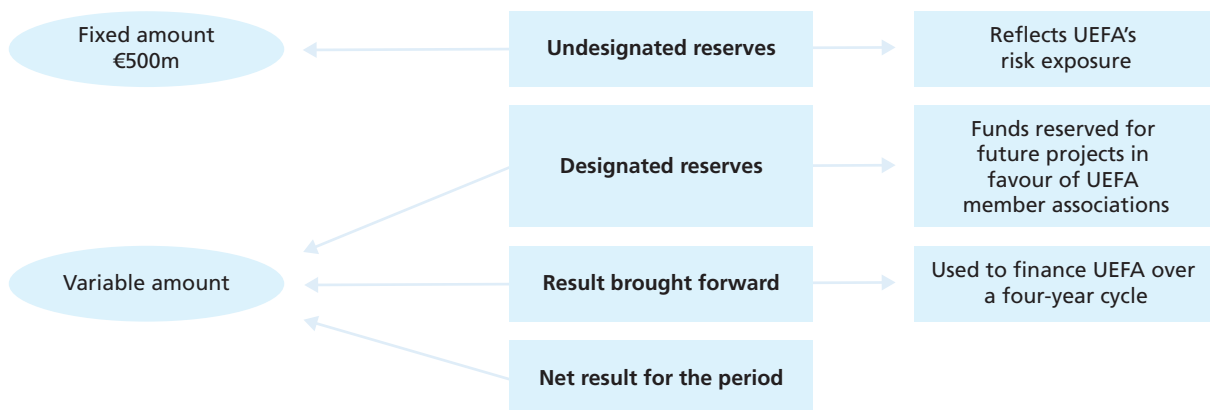 Fixed amount
€500m
Undesignated reserves
Reflects UEFA’s
risk exposure
Designated reserves
Funds reserved for
future projects in
favour of UEFA
member associations
Variable amount
Result brought forward
Used to finance UEFA over
a four-year cycle
Net result for the period